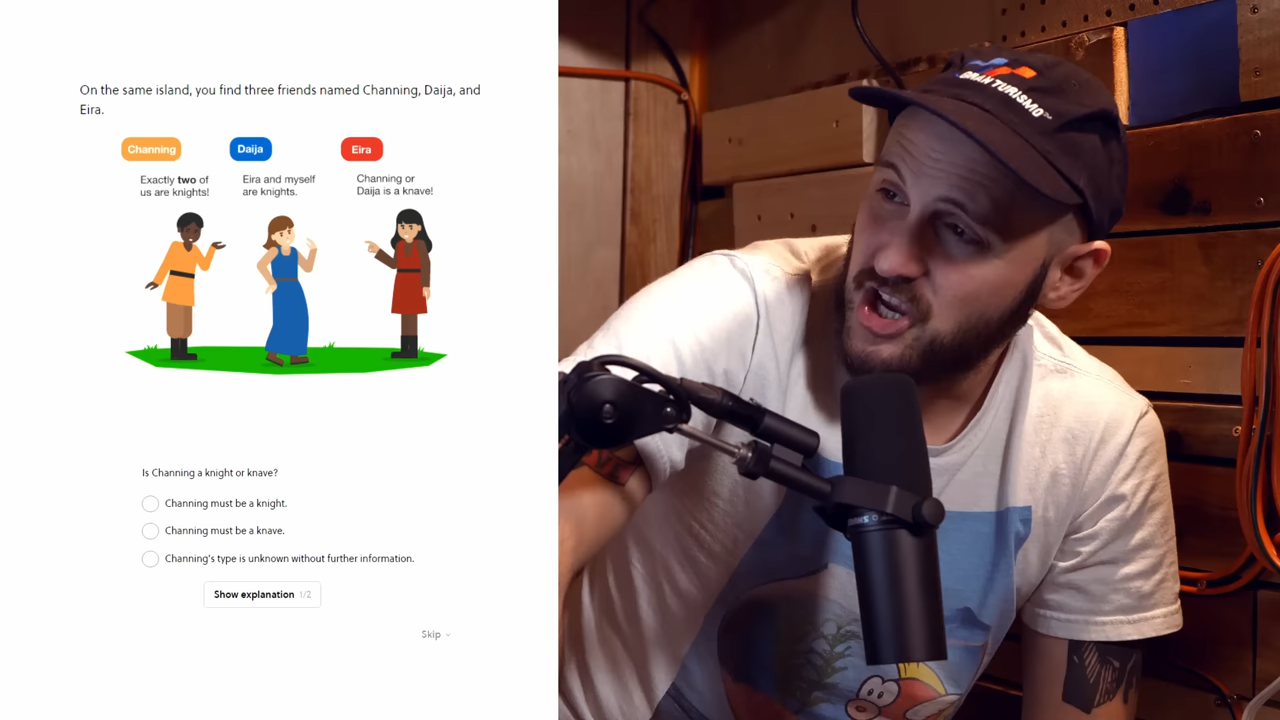 On the same island, you find three friends named Channing, Daija, and
Eira.
Channing
Daija
Eira
Exactly two of
us are knights!
Eira and myself
are knights.
Channing or
Daija is a knave!
GRAN TURISMO
Is Channing a knight or knave?
Channing must be a knight.
Channing must be a knave.
Channing's type is unknown without further information.
Show explanation 1/2
Skip
SHURE